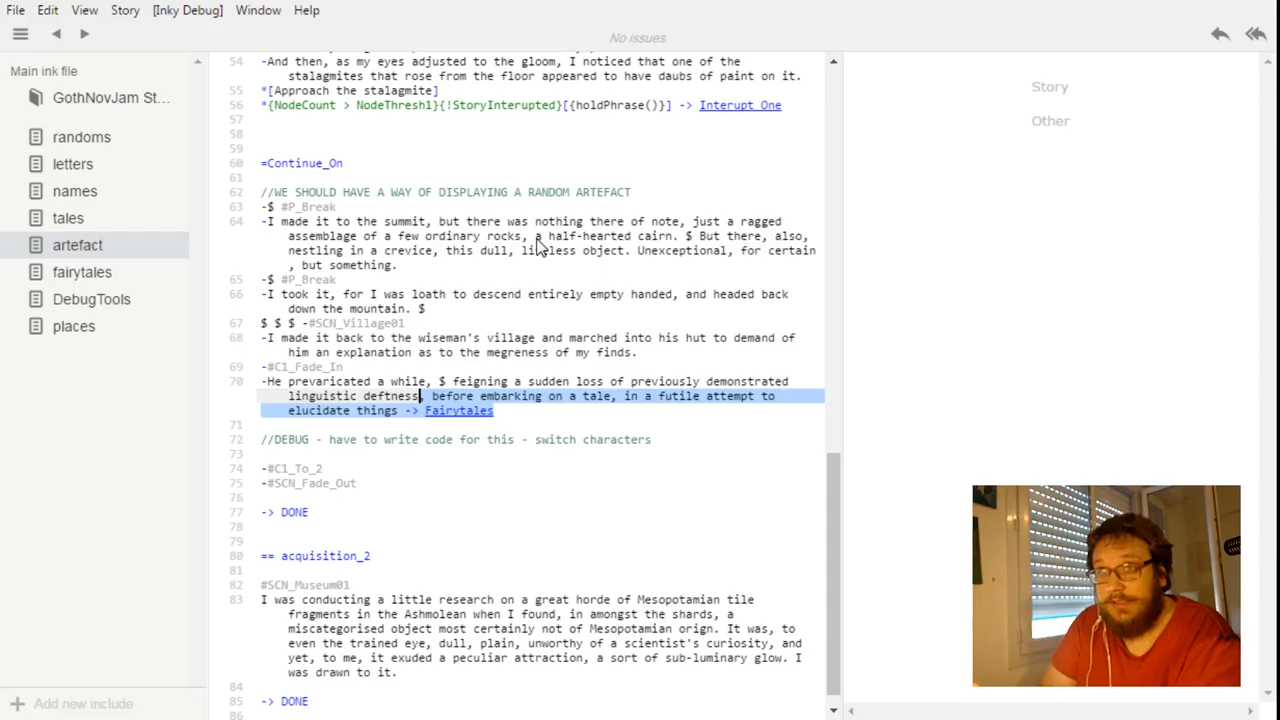 File Edit View Story [Inky Debug] Window Help
No issues.
Main ink file
GothNovJam St...
randoms
letters
names
tales
artefact
fairytales
DebugTools
places
Add new include
54 -And then, as my eyes adjusted to the gloom, I noticed that one of the
stalagmites that rose from the floor appeared to have daubs of paint on it.
55 *[Approach the stalagmite]
56 *{NodeCount > NodeThresh1}{!StoryInterupted}[{holdPhrase()}] -> Interupt_One
57
58
59
60 =Continue_On
61
62 //WE SHOULD HAVE A WAY OF DISPLAYING A RANDOM ARTEFACT
63 -$ #P_Break
64 -I made it to the summit, but there was nothing there of note, just a ragged
assemblage of a few ordinary rocks, a half-hearted cairn. $ But there, also,
nestling in a crevice, this dull, object. Unexceptional, for certain
, but something.
65 -$ #P_Break
66 -I took it, for I was loath to descend entirely empty handed, and headed back
down the mountain. $
67 $ $ $ -#SCN_Village01
68 -I made it back to the wiseman's village and marched into his hut to demand of
him an explanation as to the megreness of my finds.
69 -#C1_Fade_In
70 -He prevaricated a while, $ feigning a sudden loss of previously demonstrated
linguistic deftness, before embarking on a tale, in a futile attempt to
elucidate things -> Fairytales
71
72 //DEBUG - have to write code for this - switch characters
73
74 -#C1_To_2
75 -#SCN_Fade_Out
76
77 -> DONE
78
79
80 == acquisition_2
81
82 #SCN_Museum01
83 I was conducting a little research on a great horde of Mesopotamian tile
fragments in the Ashmolean when I found, in amongst the shards, a
miscategorised object most certainly not of Mesopotamian orign. It was, to
even the trained eye, dull, plain, unworthy of a scientist's curiosity, and
yet, to me, it exuded a peculiar attraction, a sort of sub-luminary glow. I
was drawn to it.
84
85 -> DONE
86
Story
Other